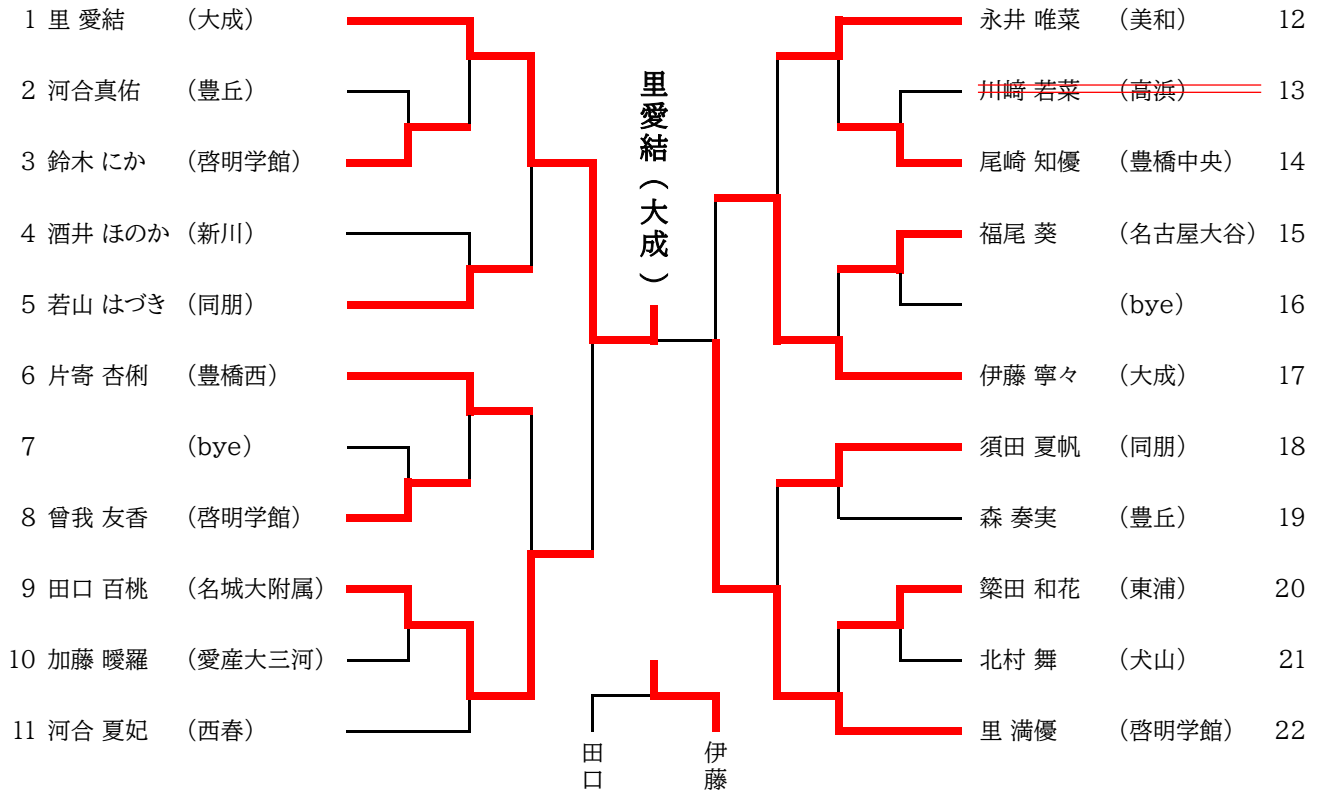 1 里 愛結 （大成）
2 河合真佑 （豊丘）
3 鈴木 にか （啓明学館）
4 酒井 ほのか （新川）
5 若山 はづき （同朋）
6 片寄 杏俐 （豊橋西）
7 （bye）
8 曾我 友香 （啓明学館）
9 田口 百桃 （名城大附属）
10 加藤 曖羅 （愛産大三河）
11 河合 夏妃 （西春）
里愛結（大成）
田口
伊藤
永井 唯菜 （美和） 12
川﨑 若菜 （高浜） 13
尾崎 知優 （豊橋中央） 14
福尾 葵 （名古屋大谷） 15
（bye） 16
伊藤 寧々 （大成） 17
須田 夏帆 （同朋） 18
森 奏実 （豊丘） 19
簗田 和花 （東浦） 20
北村 舞 （犬山） 21
里 満優 （啓明学館） 22